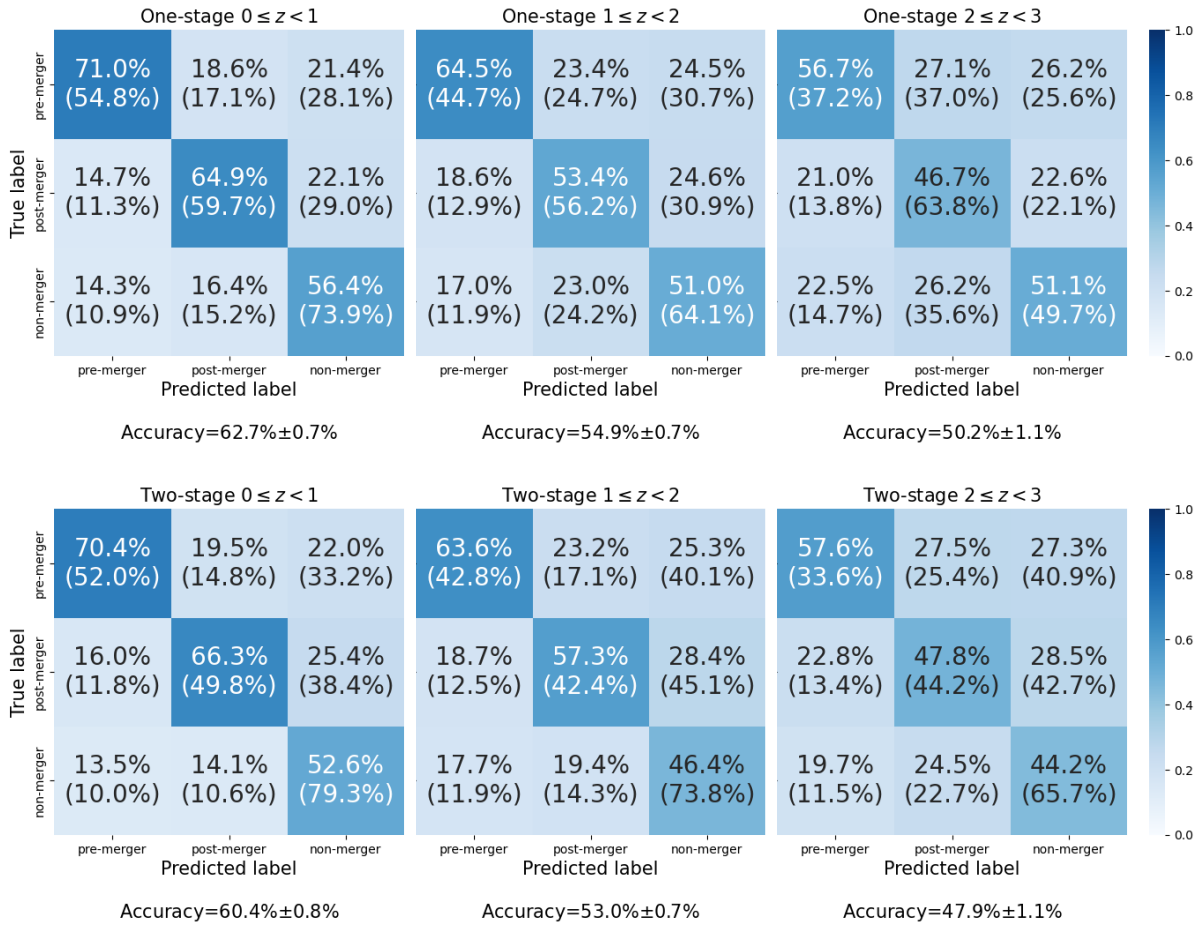 One-stage 0 ≤ z < 1
One-stage 1 ≤ z < 2
One-stage 2 ≤ z < 3
True label
pre-merger
post-merger
non-merger
71.0% 18.6% 21.4%
(54.8%) (17.1%) (28.1%)
14.7% 64.9% 22.1%
(11.3%) (59.7%) (29.0%)
14.3% 16.4% 56.4%
(10.9%) (15.2%) (73.9%)
pre-merger post-merger non-merger
Predicted label
Accuracy=62.7%±0.7%
64.5% 23.4% 24.5%
(44.7%) (24.7%) (30.7%)
18.6% 53.4% 24.6%
(12.9%) (56.2%) (30.9%)
17.0% 23.0% 51.0%
(11.9%) (24.2%) (64.1%)
pre-merger post-merger non-merger
Predicted label
Accuracy=54.9%±0.7%
56.7% 27.1% 26.2%
(37.2%) (37.0%) (25.6%)
21.0% 46.7% 22.6%
(13.8%) (63.8%) (22.1%)
22.5% 26.2% 51.1%
(14.7%) (35.6%) (49.7%)
pre-merger post-merger non-merger
Predicted label
Accuracy=50.2%±1.1%
1.0
0.8
0.6
0.4
0.2
0.0
Two-stage 0 ≤ z < 1
Two-stage 1 ≤ z < 2
Two-stage 2 ≤ z < 3
True label
pre-merger
post-merger
non-merger
70.4% 19.5% 22.0%
(52.0%) (14.8%) (33.2%)
16.0% 66.3% 25.4%
(11.8%) (49.8%) (38.4%)
13.5% 14.1% 52.6%
(10.0%) (10.6%) (79.3%)
pre-merger post-merger non-merger
Predicted label
Accuracy=60.4%±0.8%
63.6% 23.2% 25.3%
(42.8%) (17.1%) (40.1%)
18.7% 57.3% 28.4%
(12.5%) (42.4%) (45.1%)
17.7% 19.4% 46.4%
(11.9%) (14.3%) (73.8%)
pre-merger post-merger non-merger
Predicted label
Accuracy=53.0%±0.7%
57.6% 27.5% 27.3%
(33.6%) (25.4%) (40.9%)
22.8% 47.8% 28.5%
(13.4%) (44.2%) (42.7%)
19.7% 24.5% 44.2%
(11.5%) (22.7%) (65.7%)
pre-merger post-merger non-merger
Predicted label
Accuracy=47.9%±1.1%
1.0
0.8
0.6
0.4
0.2
0.0